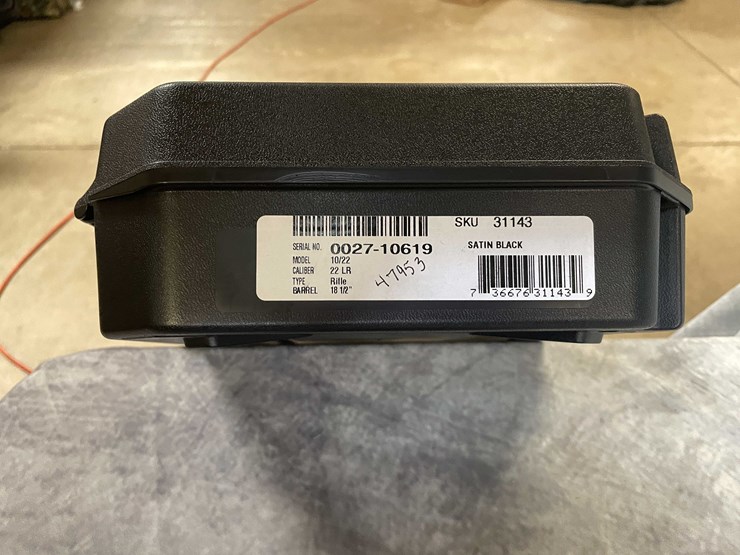 SKU 31143
SERIAL NO. 0027-10619
SATIN BLACK
MODEL 10/22
CALIBER 22 LR
TYPE Rifle
BARREL 18 1/2"
47953
7 36676 31143 9